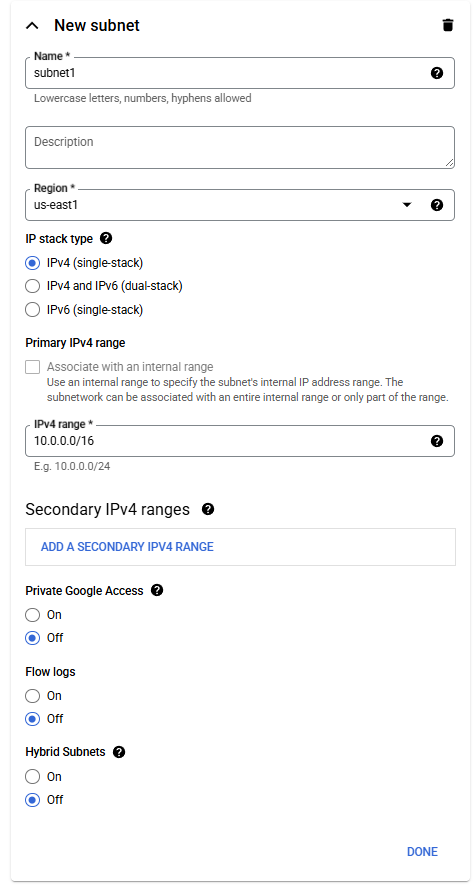 New subnet
Name *
subnet1
Lowercase letters, numbers, hyphens allowed
Description
Region *
us-east1
IP stack type
IPv4 (single-stack)
IPv4 and IPv6 (dual-stack)
IPv6 (single-stack)
Primary IPv4 range
Associate with an internal range
Use an internal range to specify the subnet's internal IP address range. The
subnetwork can be associated with an entire internal range or only part of the range.
IPv4 range *
10.0.0.0/16
E.g. 10.0.0.0/24
Secondary IPv4 ranges
ADD A SECONDARY IPV4 RANGE
Private Google Access
On
Off
Flow logs
On
Off
Hybrid Subnets
On
Off
DONE